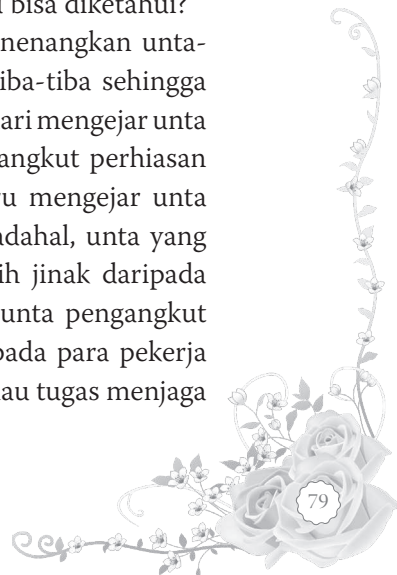 bisa diketahui?
nenangkan unta-
iba-tiba sehingga
ari mengejar unta
angkut perhiasan
u mengejar unta
adahal, unta yang
ih jinak daripada
unta pengangkut
pada para pekerja
au tugas menjaga
79